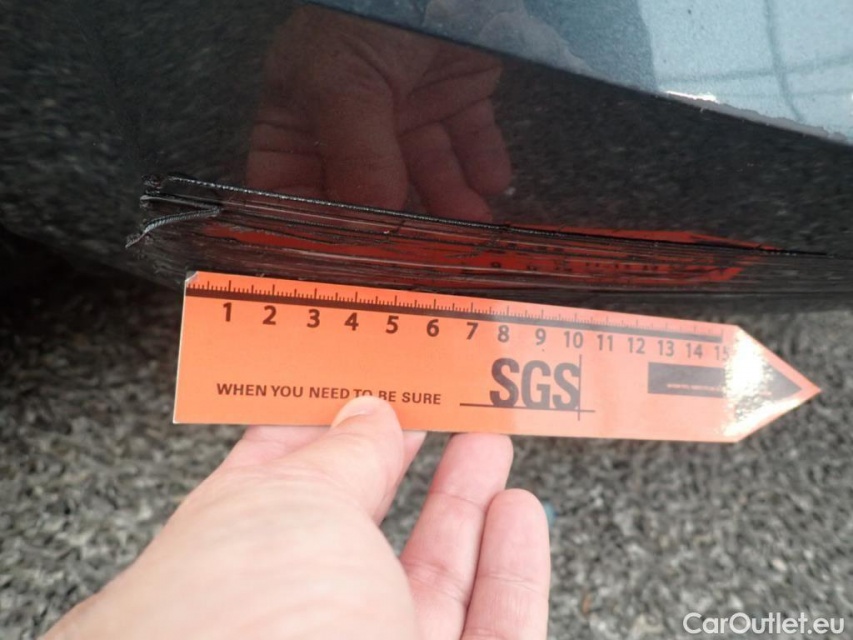 1 2 3 4 5 6 7 8 9 10 11 12 13 14 15
WHEN YOU NEED TO BE SURE
SGS
CarOutlet.eu